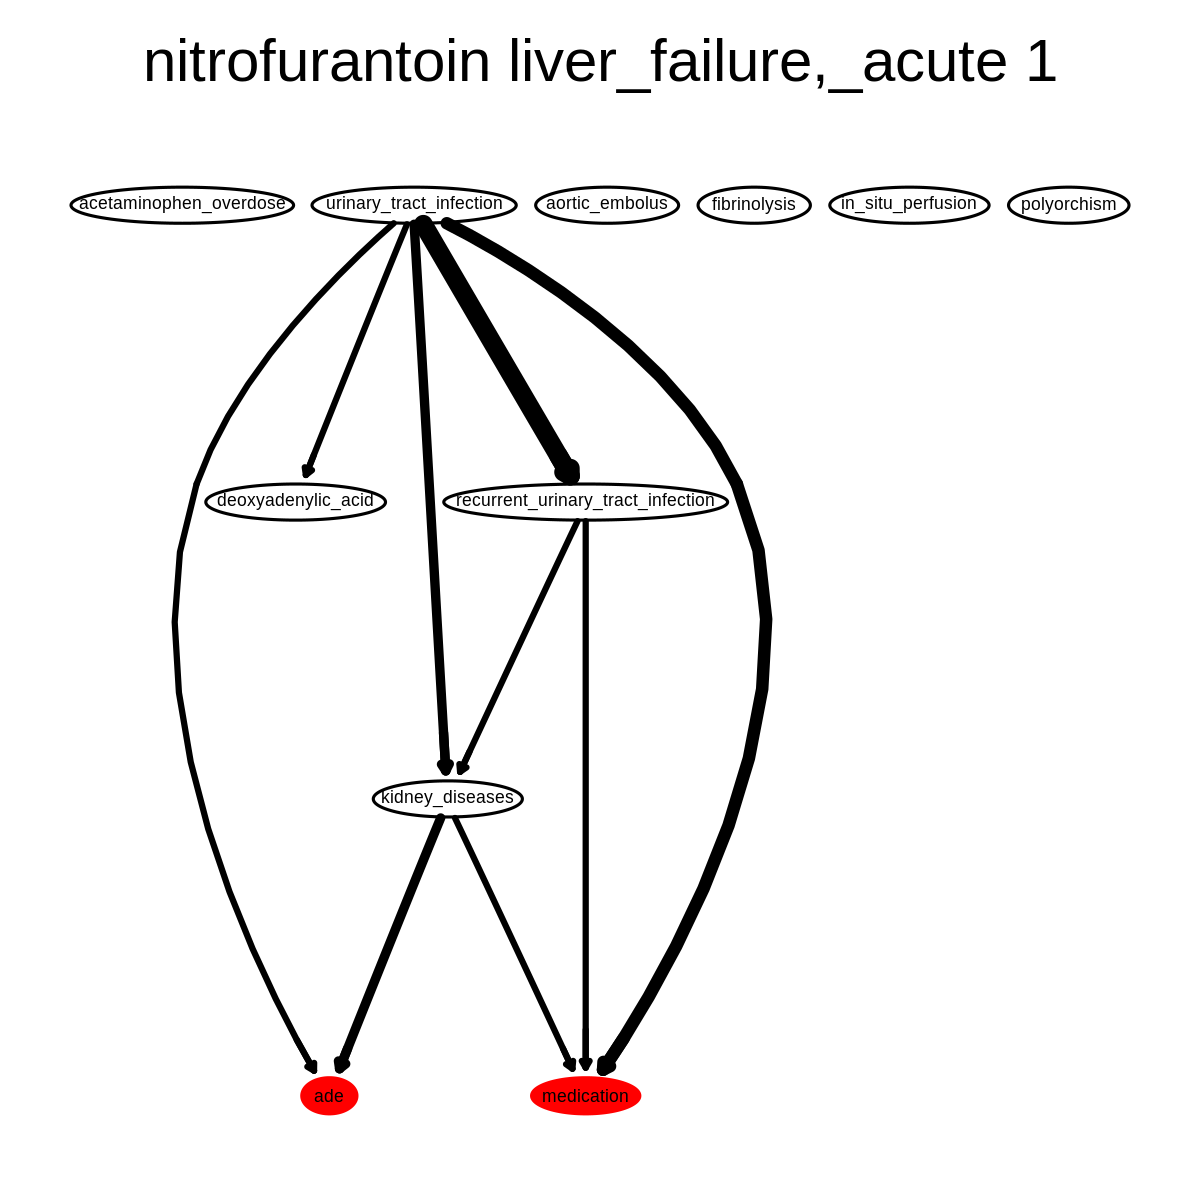 nitrofurantoin liver_failure,_acute 1
acetaminophen_overdose urinary_tract_infection aortic_embolus fibrinolysis in_situ_perfusion polyorchism
deoxyadenylic_acid recurrent_urinary_tract_infection
kidney_diseases
ade medication